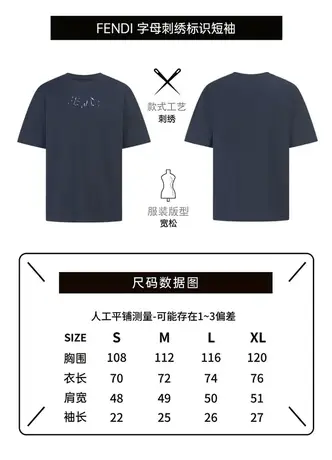 FENDI 字母刺绣标识短袖
款式工艺
刺绣
服装版型
宽松
尺码数据图
人工平铺测量-可能存在1~3偏差
SIZE S M L XL
胸围 108 112 116 120
衣长 70 72 74 76
肩宽 48 49 50 51
袖长 22 25 26 27